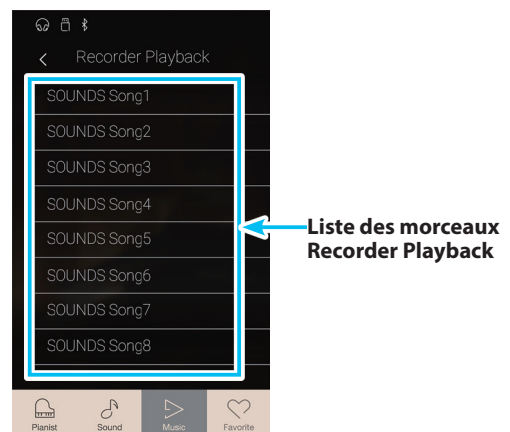 Recorder Playback
SOUNDS Song1
SOUNDS Song2
SOUNDS Song3
SOUNDS Song4
SOUNDS Song5
SOUNDS Song6
SOUNDS Song7
SOUNDS Song8
Liste des morceaux
Recorder Playback
Pianist Sound Music Favorite